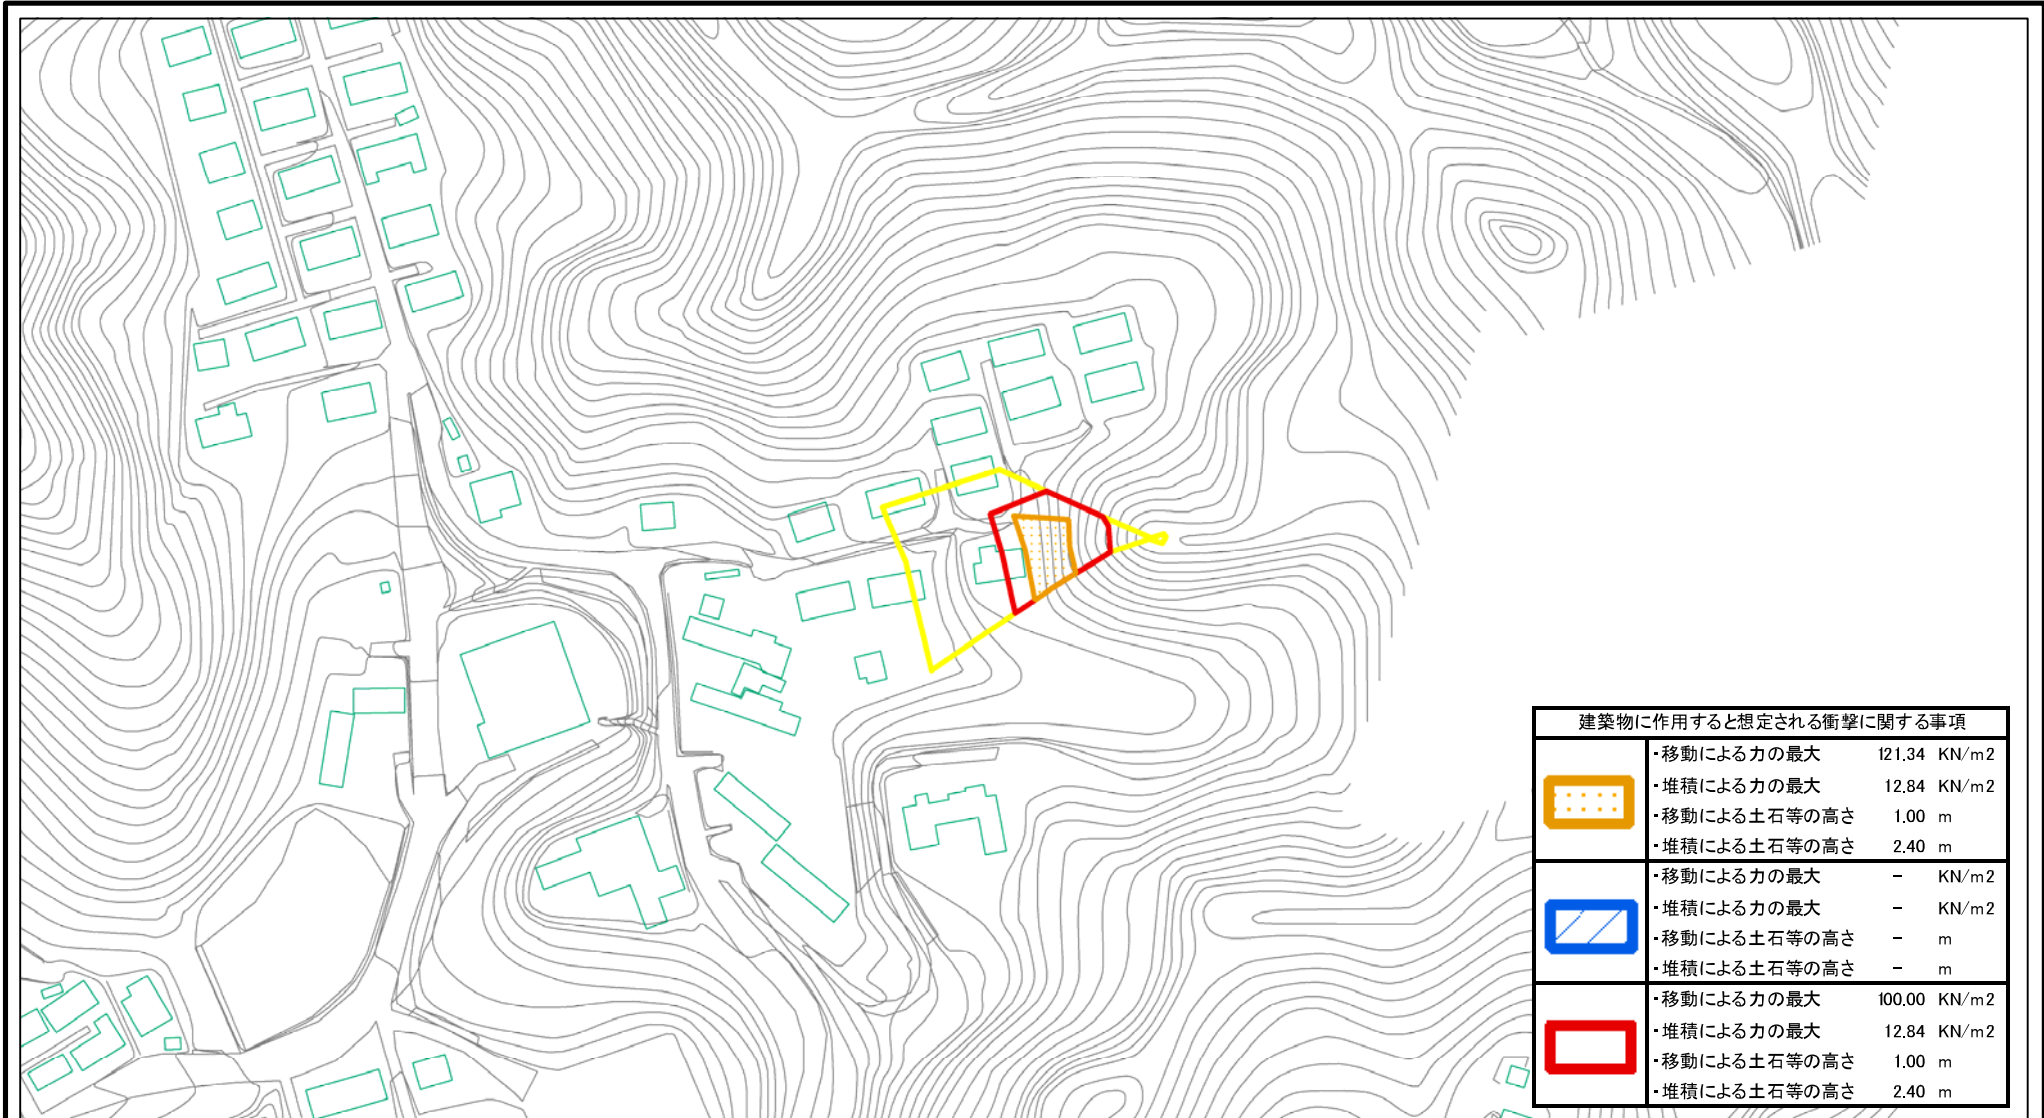 建築物に作用すると想定される衝撃に関する事項
・移動による力の最大 121.34 KN/m2
・堆積による力の最大 12.84 KN/m2
・移動による土石等の高さ 1.00 m
・堆積による土石等の高さ 2.40 m
・移動による力の最大 － KN/m2
・堆積による力の最大 － KN/m2
・移動による土石等の高さ － m
・堆積による土石等の高さ － m
・移動による力の最大 100.00 KN/m2
・堆積による力の最大 12.84 KN/m2
・移動による土石等の高さ 1.00 m
・堆積による土石等の高さ 2.40 m